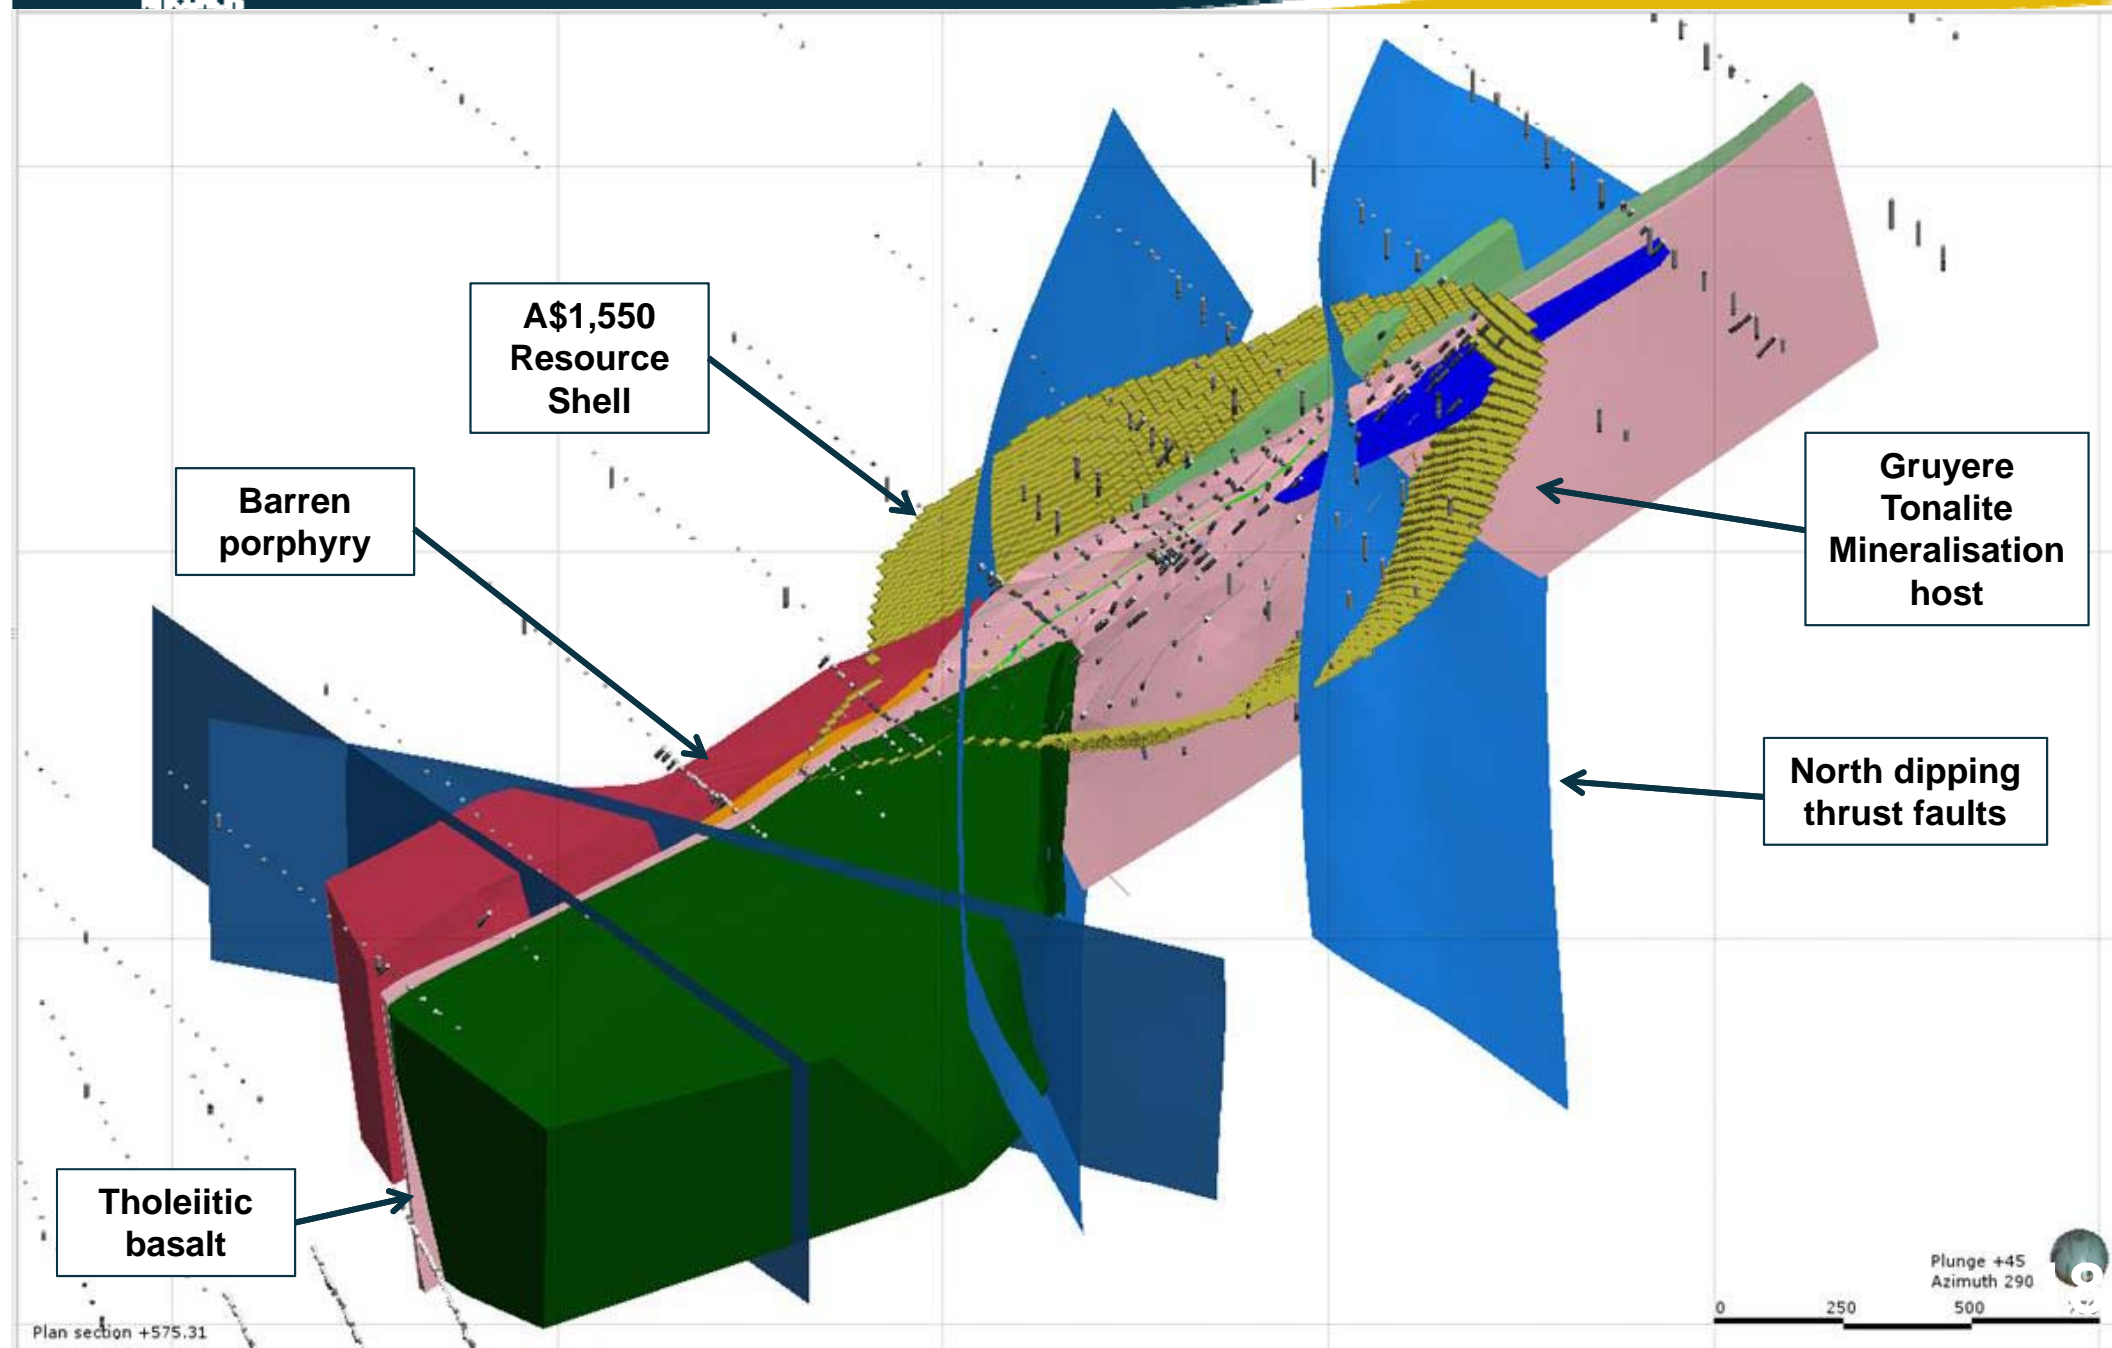 A$1,550
Resource
Shell
Barren
porphyry
Gruyere
Tonalite
Mineralisation
host
North dipping
thrust faults
Tholeiitic
basalt
Plunge +45
Azimuth 290
0 250 500
Plan section +575.31
9